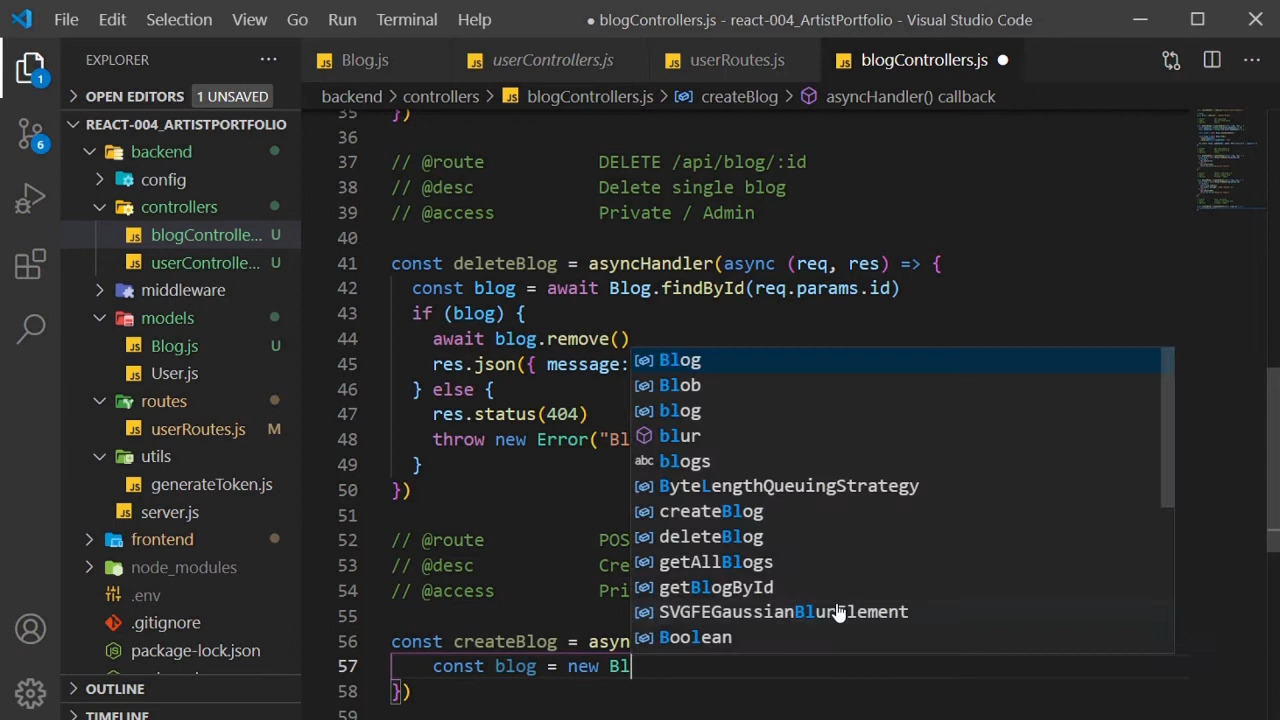 File Edit Selection View Go Run Terminal Help ● blogControllers.js - react-004_ArtistPortfolio - Visual Studio Code
EXPLORER ···
Blog.js userControllers.js userRoutes.js blogControllers.js ●
OPEN EDITORS 1 UNSAVED
backend > controllers > blogControllers.js > createBlog > asyncHandler() callback
REACT-004_ARTISTPORTFOLIO
backend
config
controllers
blogControlle... U
userControlle... U
middleware
models
Blog.js U
User.js
routes
userRoutes.js M
utils
generateToken.js
server.js
frontend
node_modules
.env
.gitignore
package-lock.json
OUTLINE
TIMELINE
1
6
35 })
36
37 // @route DELETE /api/blog/:id
38 // @desc Delete single blog
39 // @access Private / Admin
40
41 const deleteBlog = asyncHandler(async (req, res) => {
42 const blog = await Blog.findById(req.params.id)
43 if (blog) {
44 await blog.remove()
45 res.json({ message:
46 } else {
47 res.status(404)
48 throw new Error("Bl
49 }
50 })
51
52 // @route POS
53 // @desc Cre
54 // @access Pri
55
56 const createBlog = asyn
57 const blog = new Bl
58 })
59
Blog
Blob
blog
blur
abc blogs
ByteLengthQueuingStrategy
createBlog
deleteBlog
getAllBlogs
getBlogById
SVGFEGaussianBlurElement
Boolean